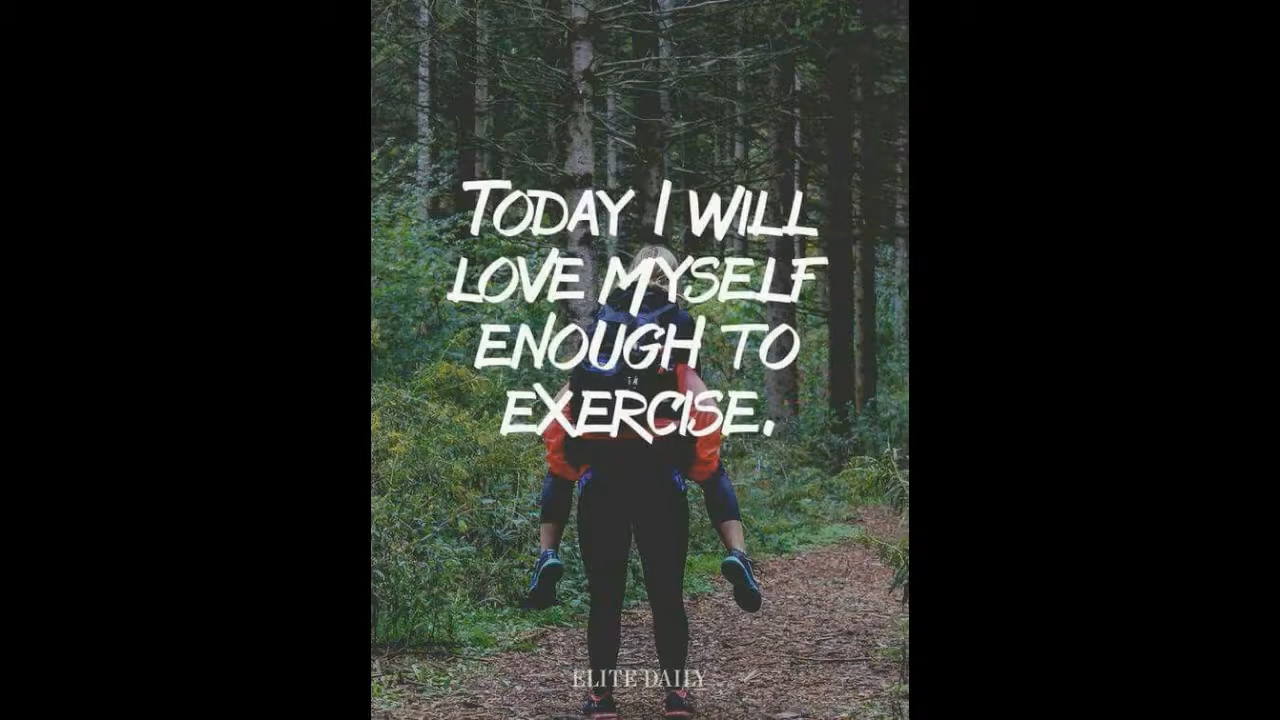 TODAY I WILL
LOVE MYSELF
ENOUGH TO
EXERCISE.
ELITE DAILY